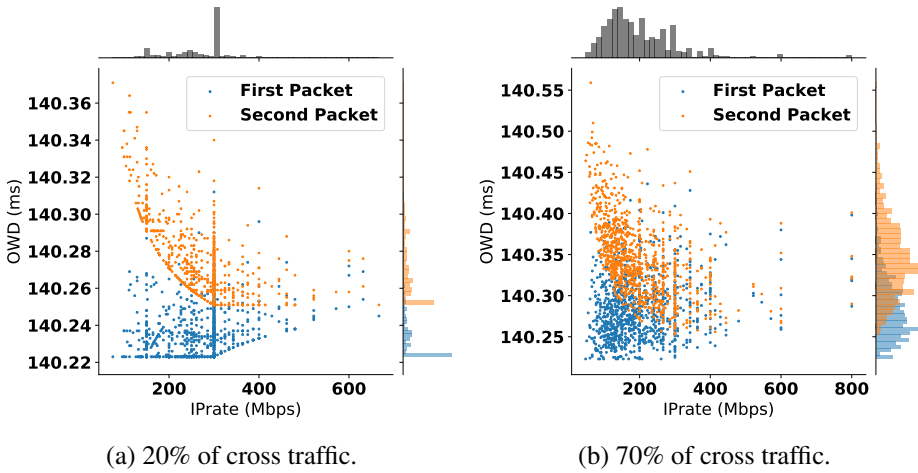 First Packet
Second Packet
140.36
140.34
140.32
140.30
140.28
140.26
140.24
140.22
OWD (ms)
200
400
600
IPrate (Mbps)
(a) 20% of cross traffic.
First Packet
Second Packet
140.55
140.50
140.45
140.40
140.35
140.30
140.25
OWD (ms)
200
400
600
800
IPrate (Mbps)
(b) 70% of cross traffic.